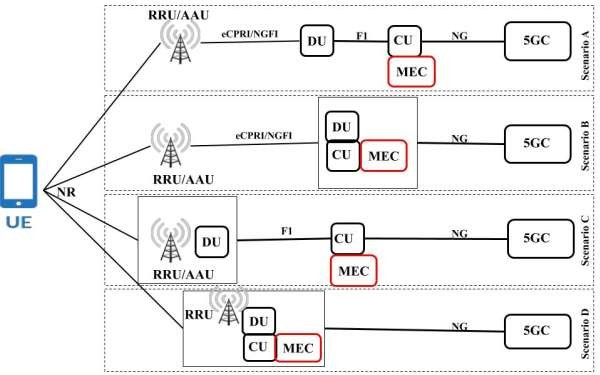 RRU/AAU
eCPRI/NGFI
DU
F1
CU
MEC
NG
5GC
Scenario A
eCPRI/NGFI
RRU/AAU
DU
CU
MEC
NG
5GC
Scenario B
NR
UE
DU
RRU/AAU
F1
CU
MEC
NG
5GC
Scenario C
RRU
DU
CU
MEC
NG
5GC
Scenario D